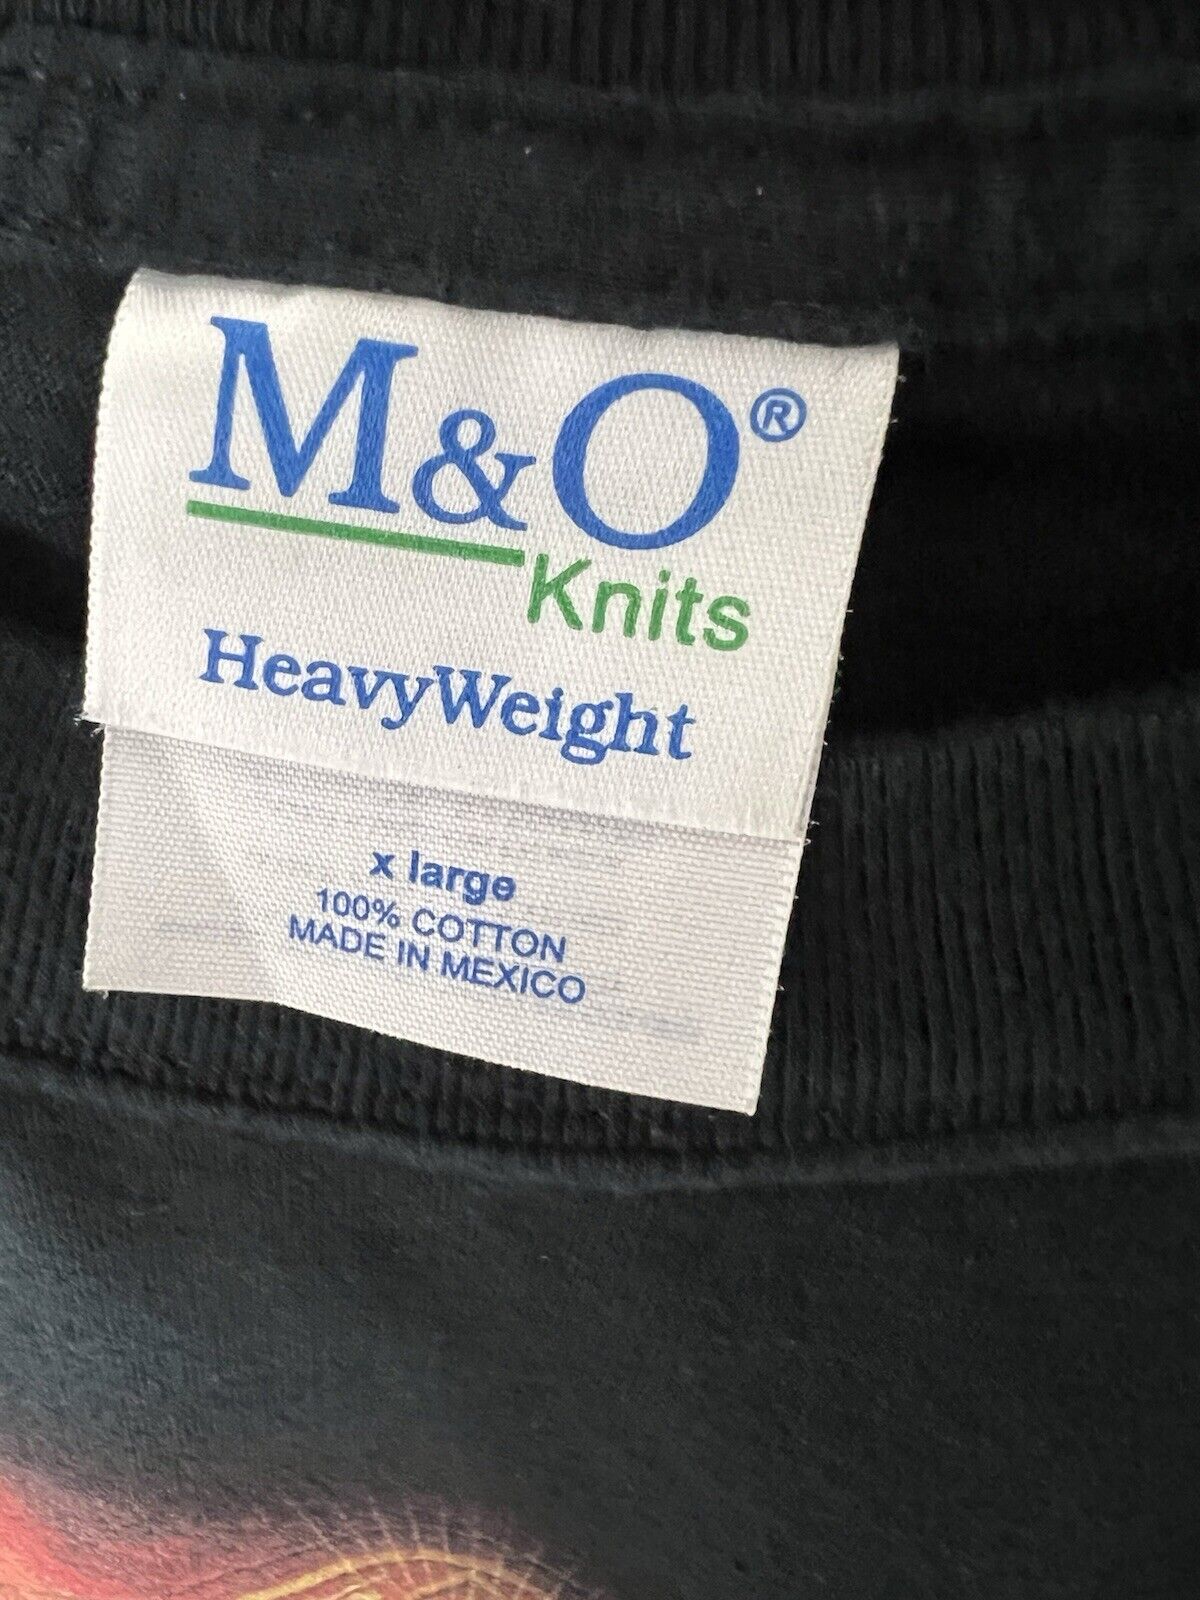 M&O®
Knits
HeavyWeight
x large
100% COTTON
MADE IN MEXICO